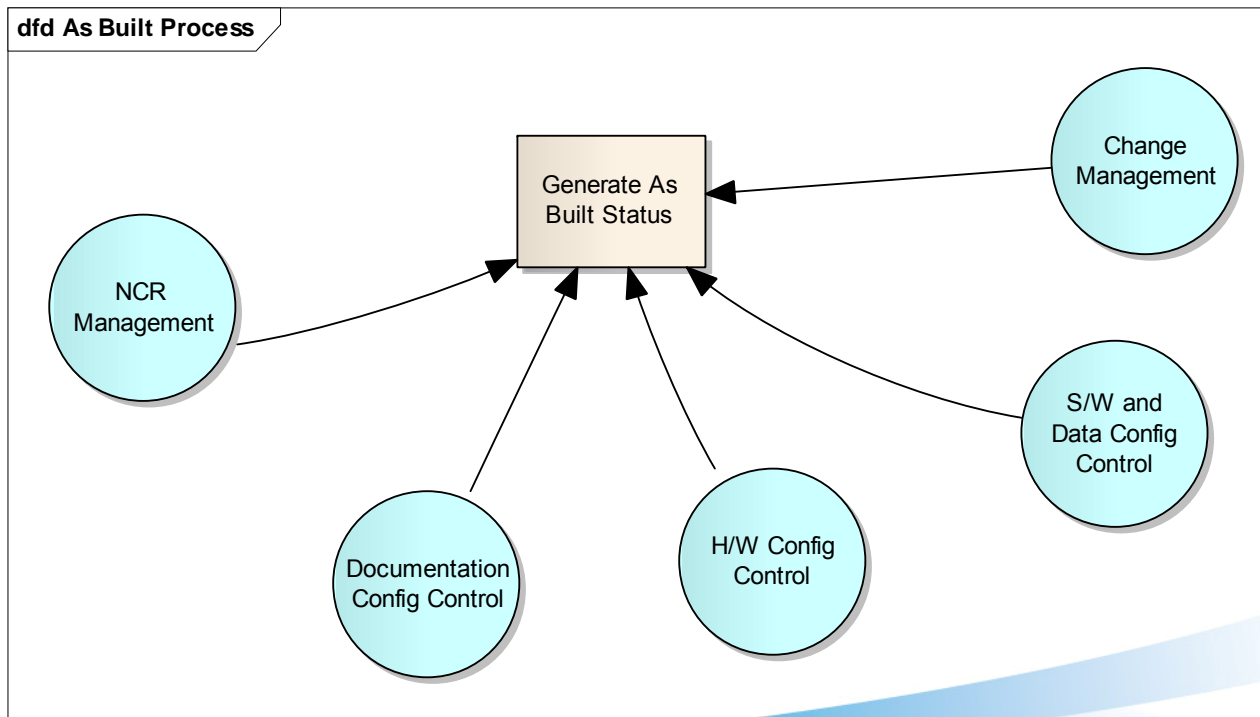 dfd As Built Process
Generate As
Built Status
Change
Management
NCR
Management
S/W and
Data Config
Control
H/W Config
Control
Documentation
Config Control